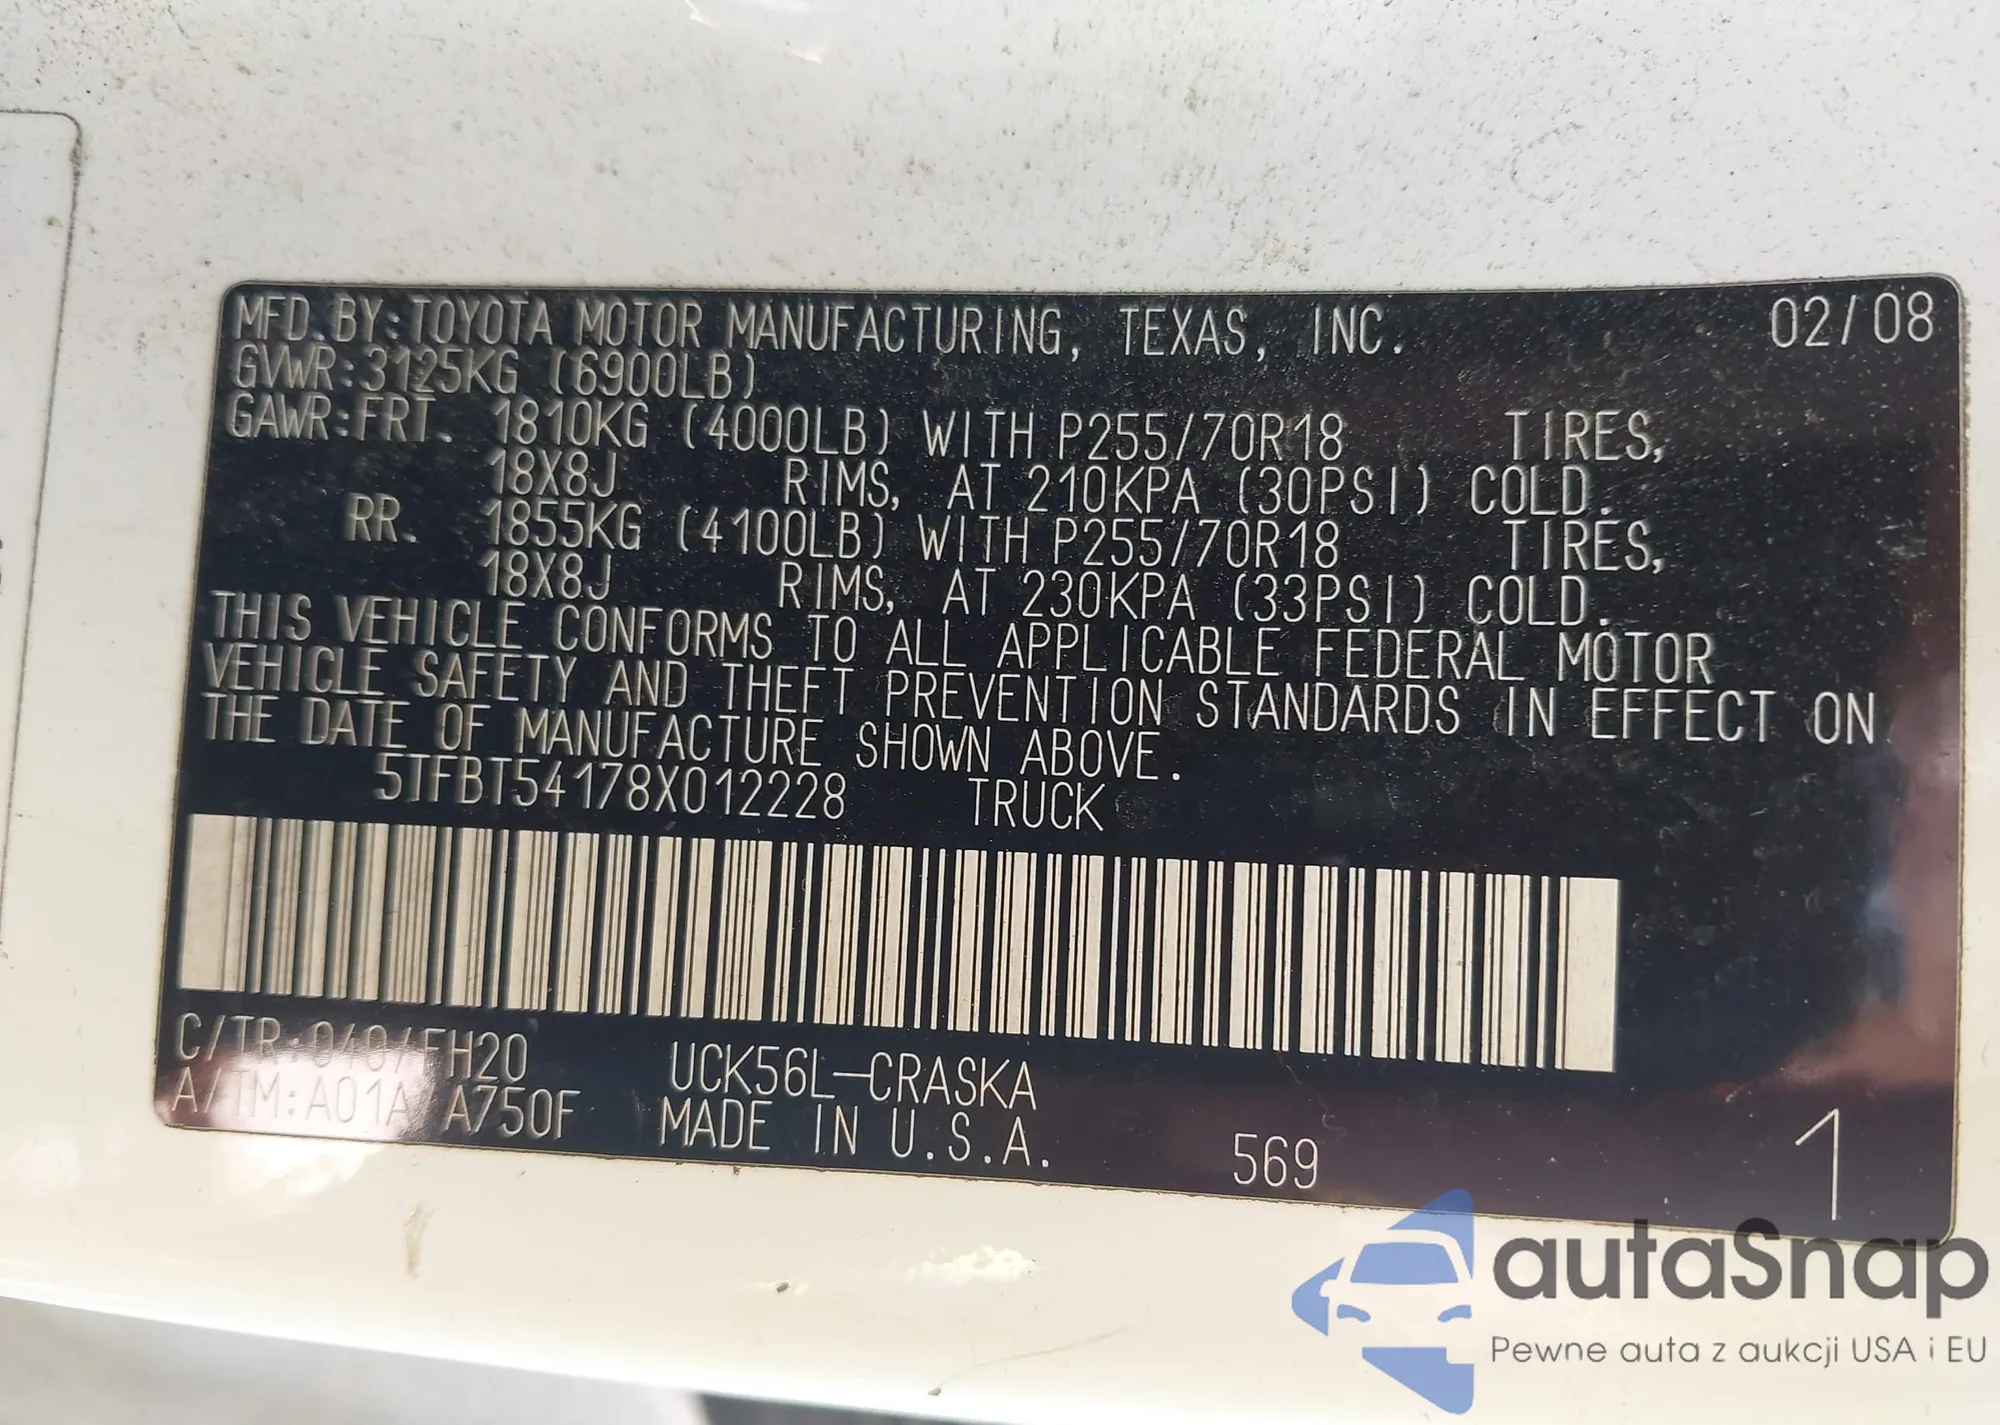 MFD.BY:TOYOTA MOTOR MANUFACTURING, TEXAS, INC. 02/08
GVWR:3125KG (6900LB)
GAWR:FRT. 1810KG (4000LB) WITH P255/70R18 TIRES,
18X8J RIMS, AT 210KPA (30PSI) COLD.
RR. 1855KG (4100LB) WITH P255/70R18 TIRES,
18X8J RIMS, AT 230KPA (33PSI) COLD.
THIS VEHICLE CONFORMS TO ALL APPLICABLE FEDERAL MOTOR
VEHICLE SAFETY AND THEFT PREVENTION STANDARDS IN EFFECT ON
THE DATE OF MANUFACTURE SHOWN ABOVE.
5TFBT54178X012228 TRUCK
C/TR:040/FH20 UCK56L-CRASKA
A/TM:A01A A750F MADE IN U.S.A. 569 1
autaSnap
Pewne auta z aukcji USA i EU